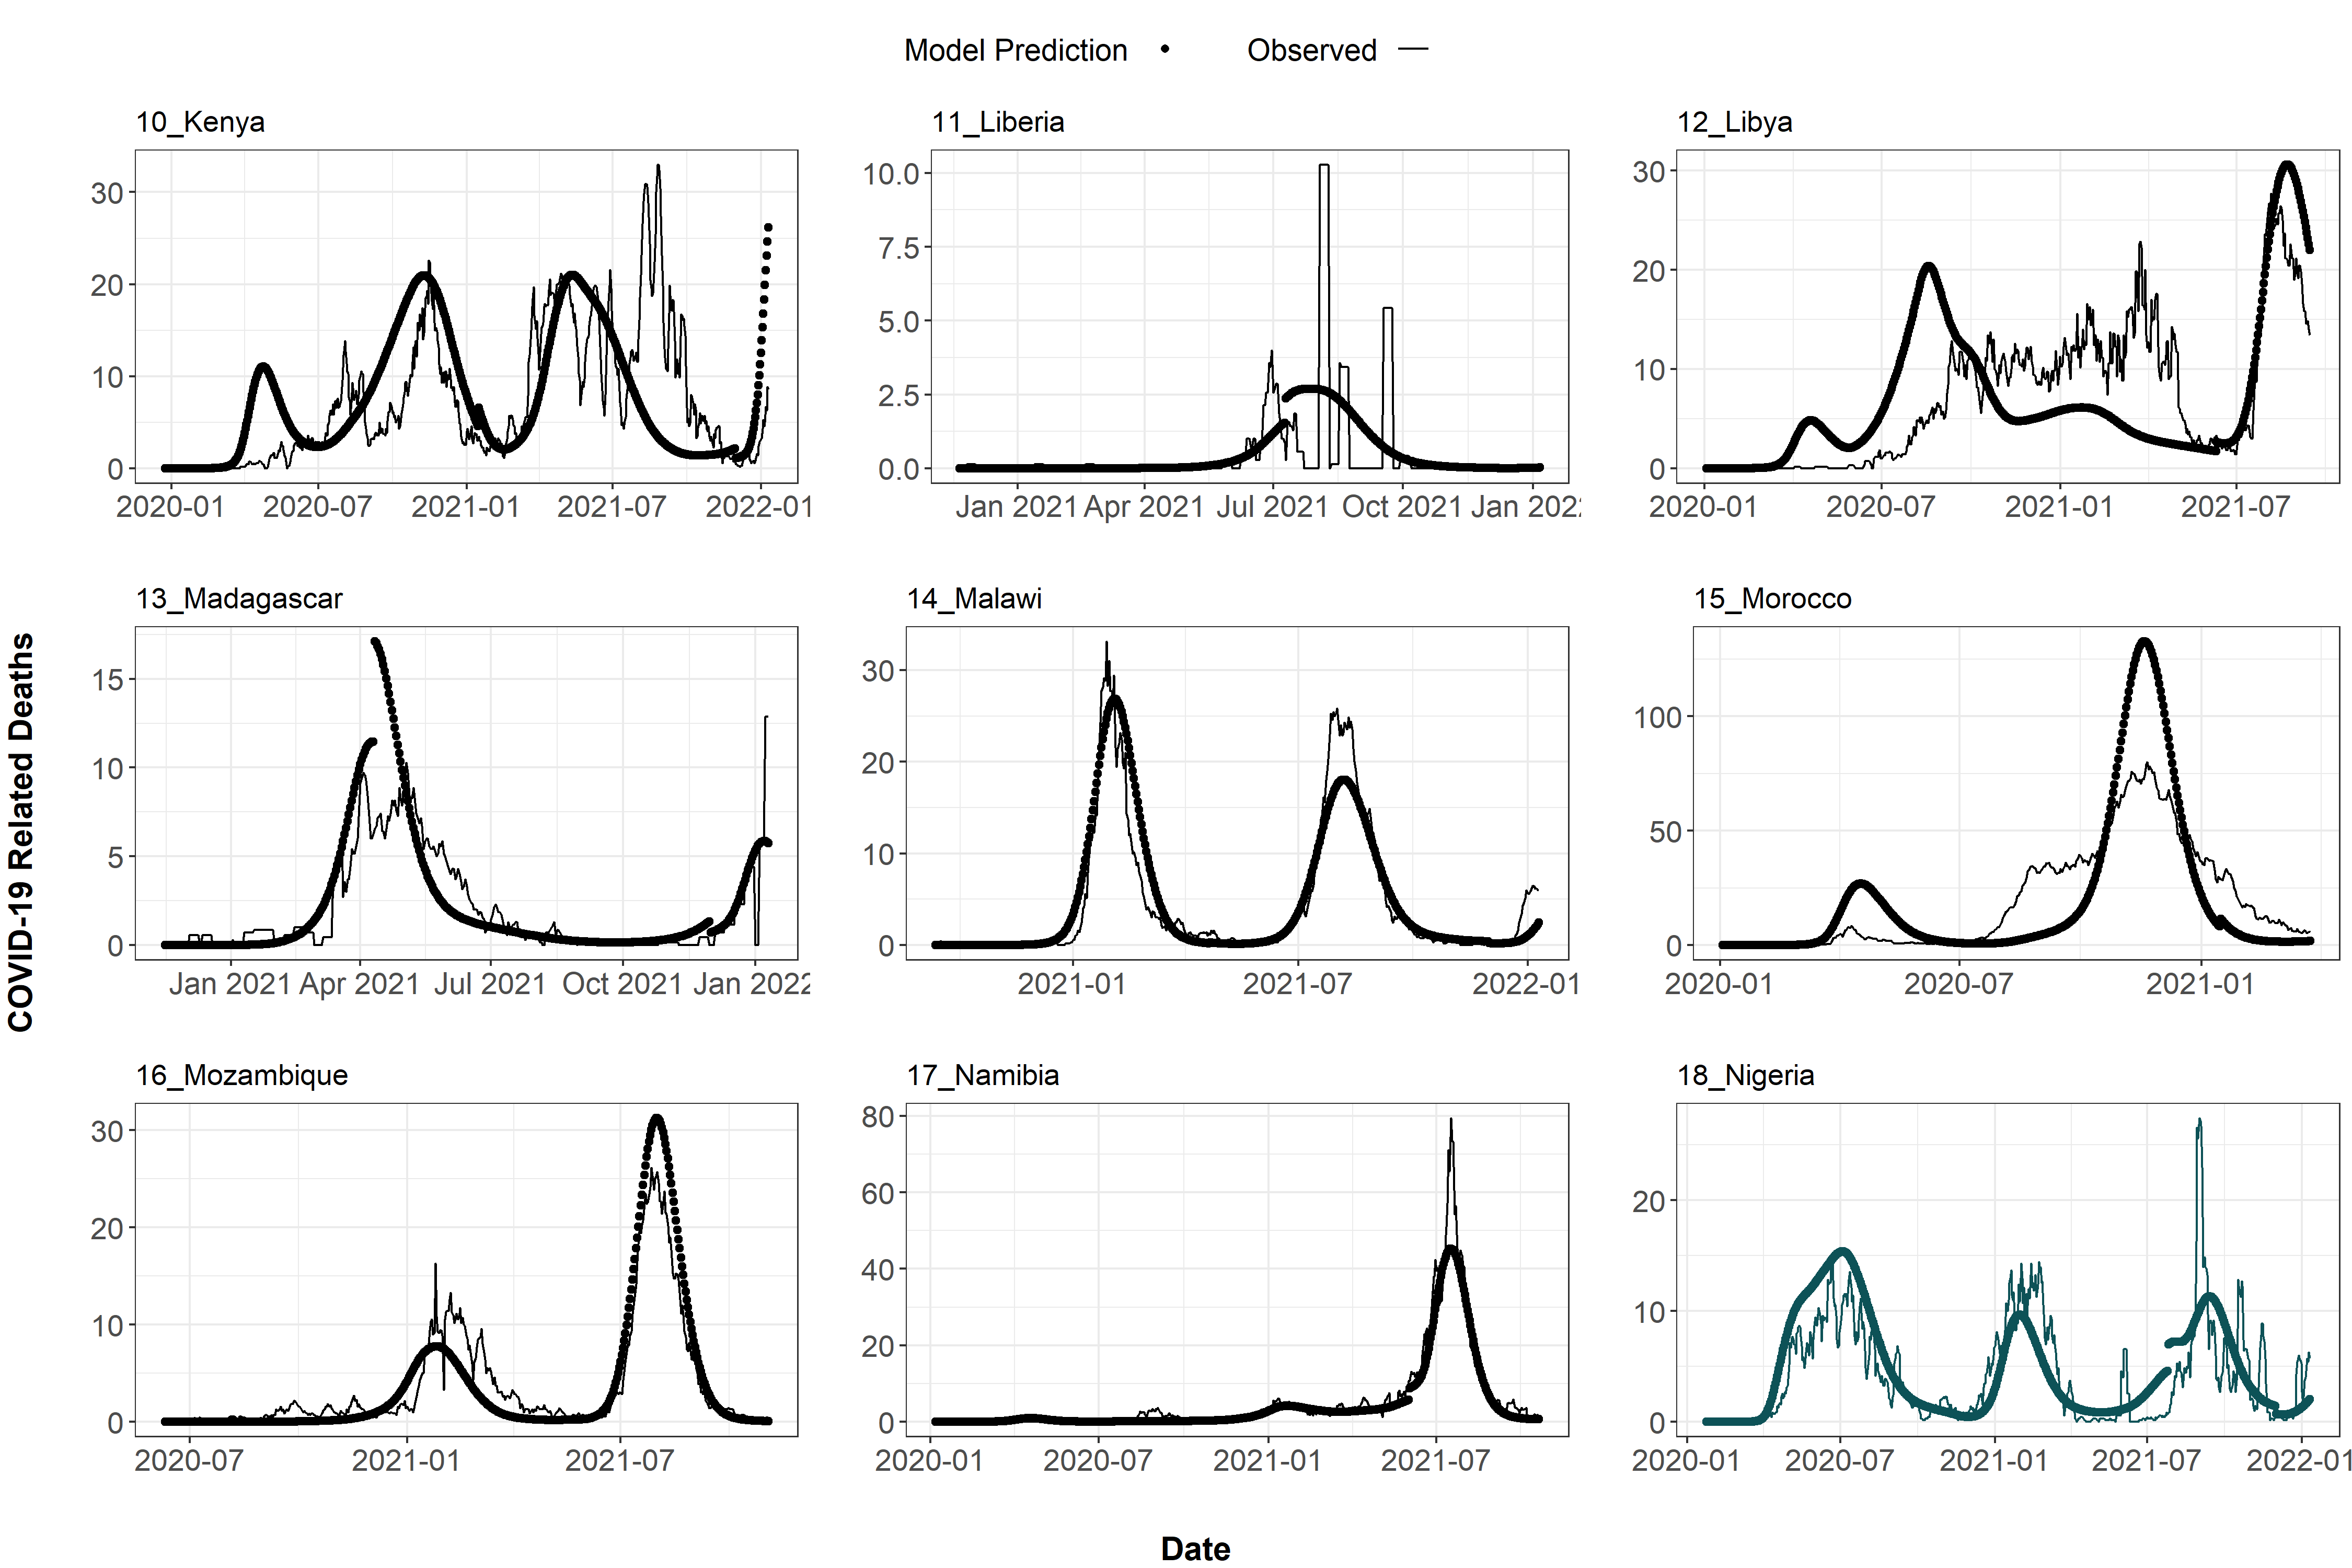 Model Prediction Observed
10_Kenya 11_Liberia 12_Libya
30
20
10
0
2020-01 2020-07 2021-01 2021-07 2022-01
10.0
7.5
5.0
2.5
0.0
Jan 2021 Apr 2021 Jul 2021 Oct 2021 Jan 2022
30
20
10
0
2020-01 2020-07 2021-01 2021-07
COVID-19 Related Deaths
13_Madagascar 14_Malawi 15_Morocco
15
10
5
0
Jan 2021 Apr 2021 Jul 2021 Oct 2021 Jan 2022
30
20
10
0
2021-01 2021-07 2022-01
100
50
0
2020-01 2020-07 2021-01
16_Mozambique 17_Namibia 18_Nigeria
30
20
10
0
2020-07 2021-01 2021-07
80
60
40
20
0
2020-01 2020-07 2021-01 2021-07
20
10
0
2020-01 2020-07 2021-01 2021-07 2022-01
Date